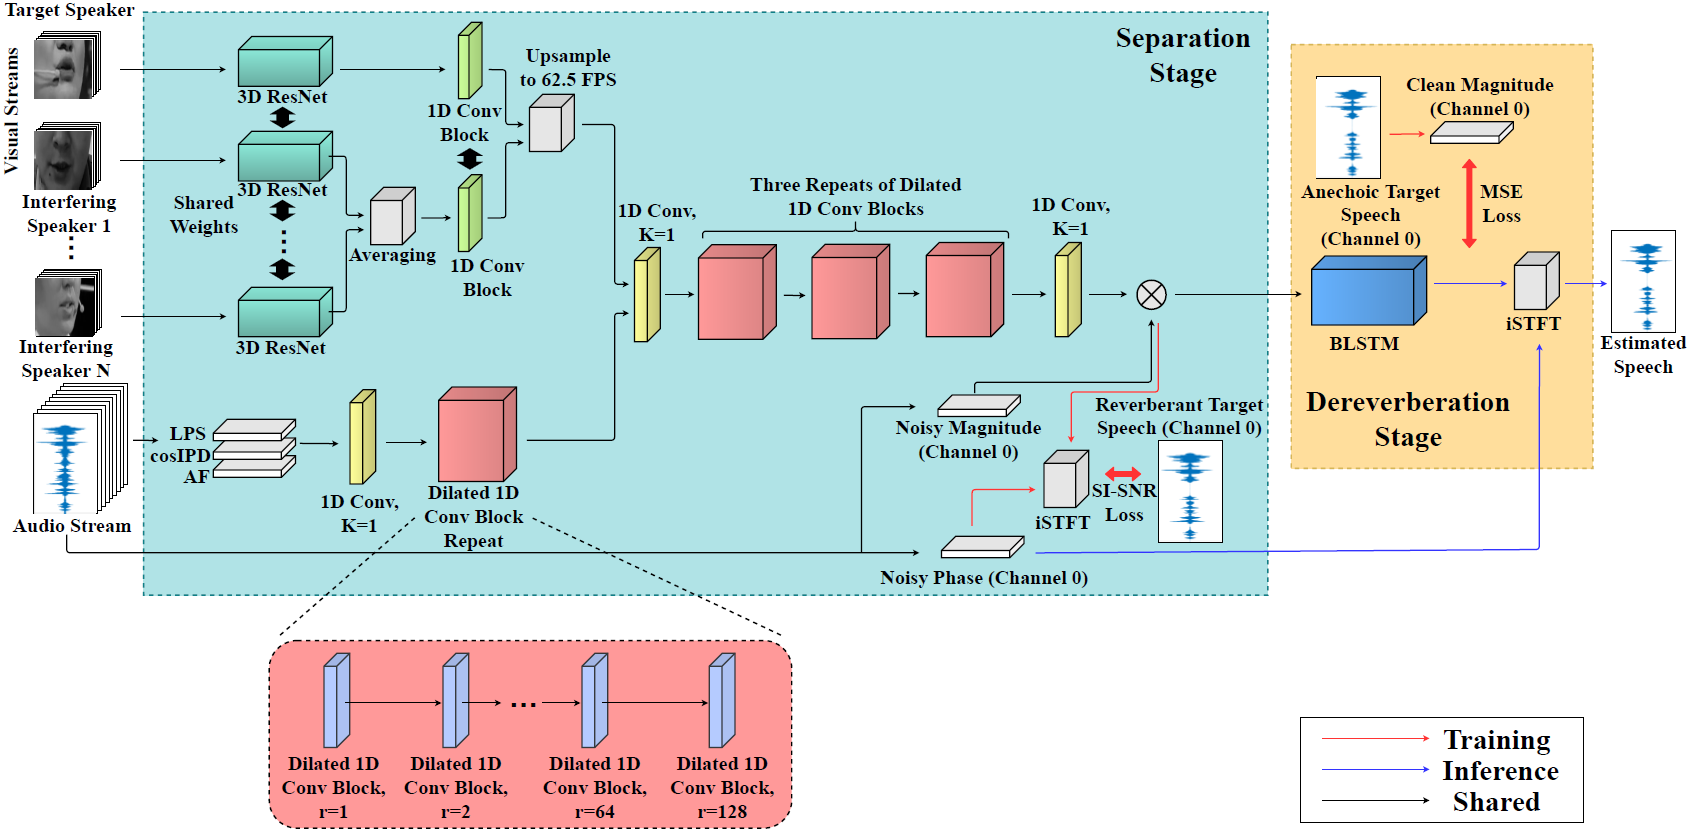 Target Speaker
Visual Streams
Interfering
Speaker 1
Interfering
Speaker N
Audio Stream
3D ResNet
3D ResNet
Shared
Weights
3D ResNet
1D Conv
Block
Averaging
1D Conv
Block
Upsample
to 62.5 FPS
Separation
Stage
LPS
cosIPD
AF
1D Conv,
K=1
Dilated 1D
Conv Block
Repeat
1D Conv,
K=1
Three Repeats of Dilated
1D Conv Blocks
1D Conv,
K=1
Noisy Magnitude
(Channel 0)
Reverberant Target
Speech (Channel 0)
iSTFT
SI-SNR
Loss
Noisy Phase (Channel 0)
Clean Magnitude
(Channel 0)
Anechoic Target
Speech
(Channel 0)
MSE
Loss
BLSTM
iSTFT
Dereverberation
Stage
Estimated
Speech
Dilated 1D
Conv Block,
r=1
Dilated 1D
Conv Block,
r=2
...
Dilated 1D
Conv Block,
r=64
Dilated 1D
Conv Block,
r=128
Training
Inference
Shared